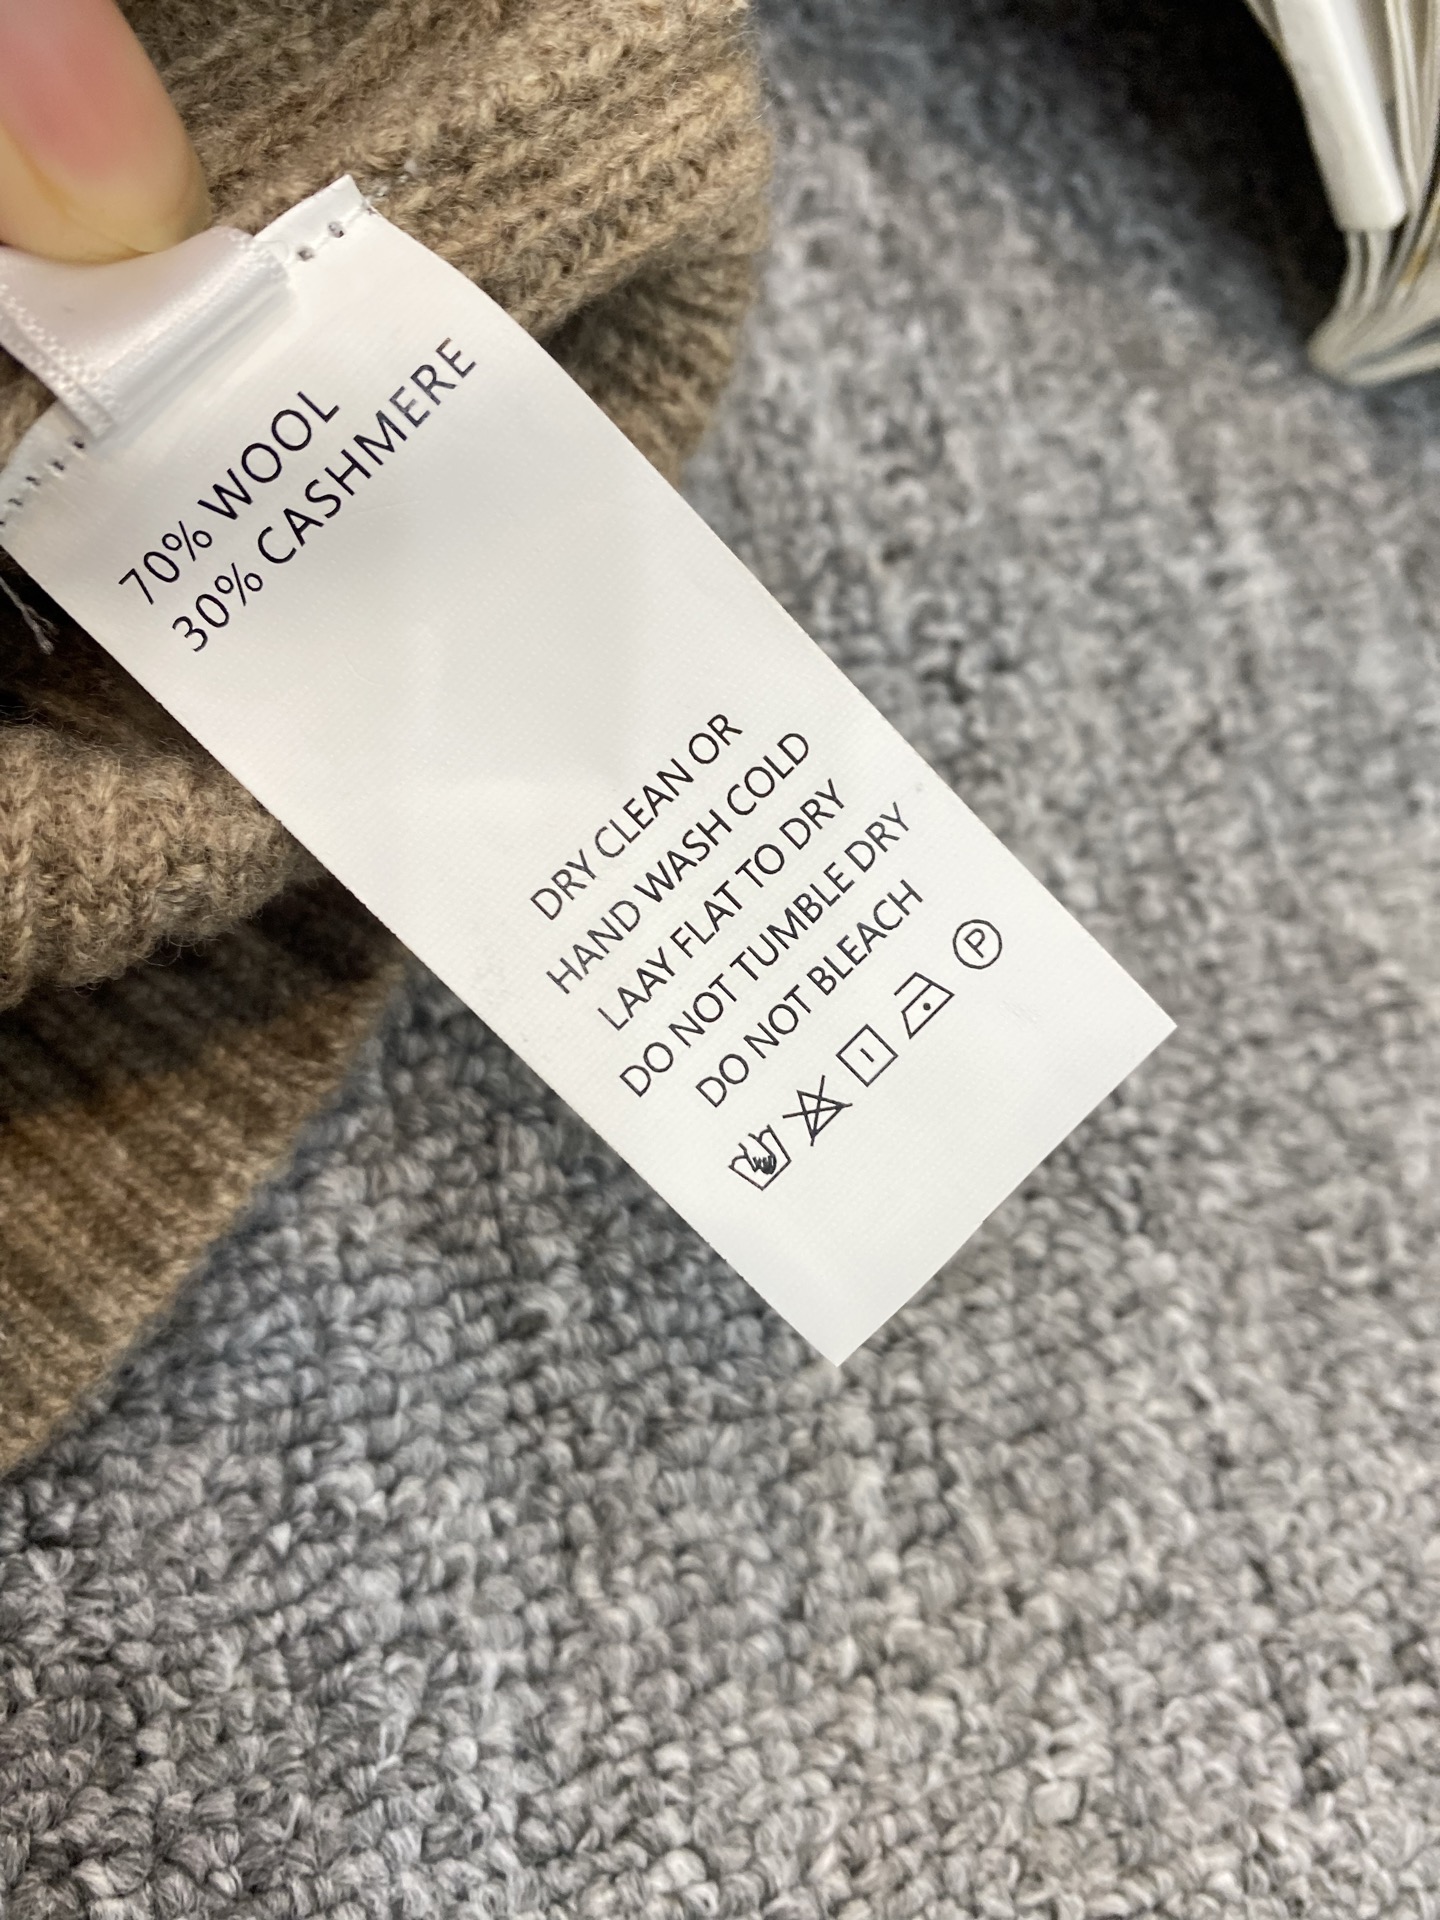 70% WOOL
30% CASHMERE
DRY CLEAN OR
HAND WASH COLD
LAAY FLAT TO DRY
DO NOT TUMBLE DRY
DO NOT BLEACH
P